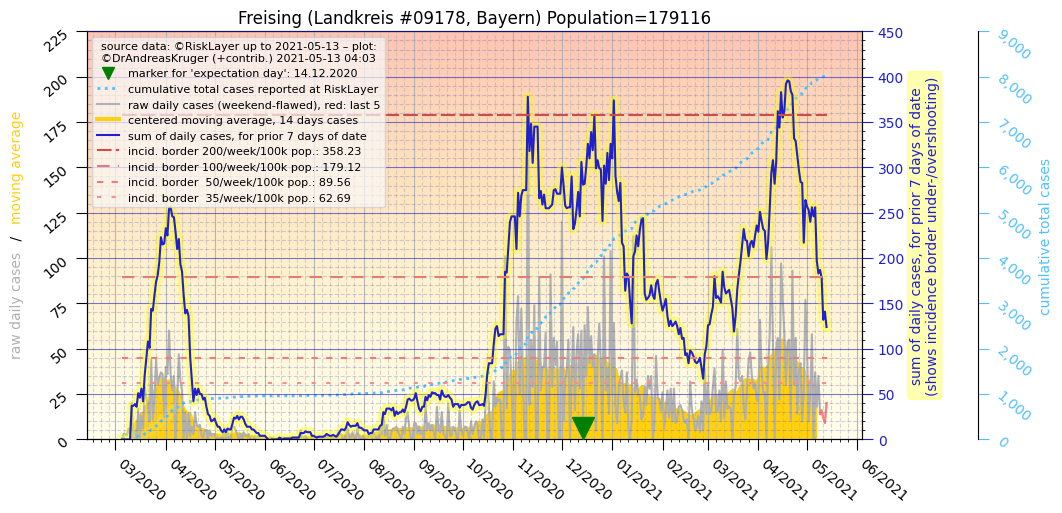 Freising (Landkreis #09178, Bayern) Population=179116
source data: ©RiskLayer up to 2021-05-13 – plot:
©DrAndreasKruger (+contrib.) 2021-05-13 04:03
marker for 'expectation day': 14.12.2020
cumulative total cases reported at RiskLayer
raw daily cases (weekend-flawed), red: last 5
centered moving average, 14 days cases
sum of daily cases, for prior 7 days of date
incid. border 200/week/100k pop.: 358.23
incid. border 100/week/100k pop.: 179.12
incid. border  50/week/100k pop.: 89.56
incid. border  35/week/100k pop.: 62.69
raw daily cases  /  moving average
225
200
175
150
125
100
75
50
25
0
03/2020
04/2020
05/2020
06/2020
07/2020
08/2020
09/2020
10/2020
11/2020
12/2020
01/2021
02/2021
03/2021
04/2021
05/2021
06/2021
450
400
350
300
250
200
150
100
50
0
sum of daily cases, for prior 7 days of date
(shows incidence border under-/overshooting)
9,000
8,000
7,000
6,000
5,000
4,000
3,000
2,000
1,000
0
cumulative total cases